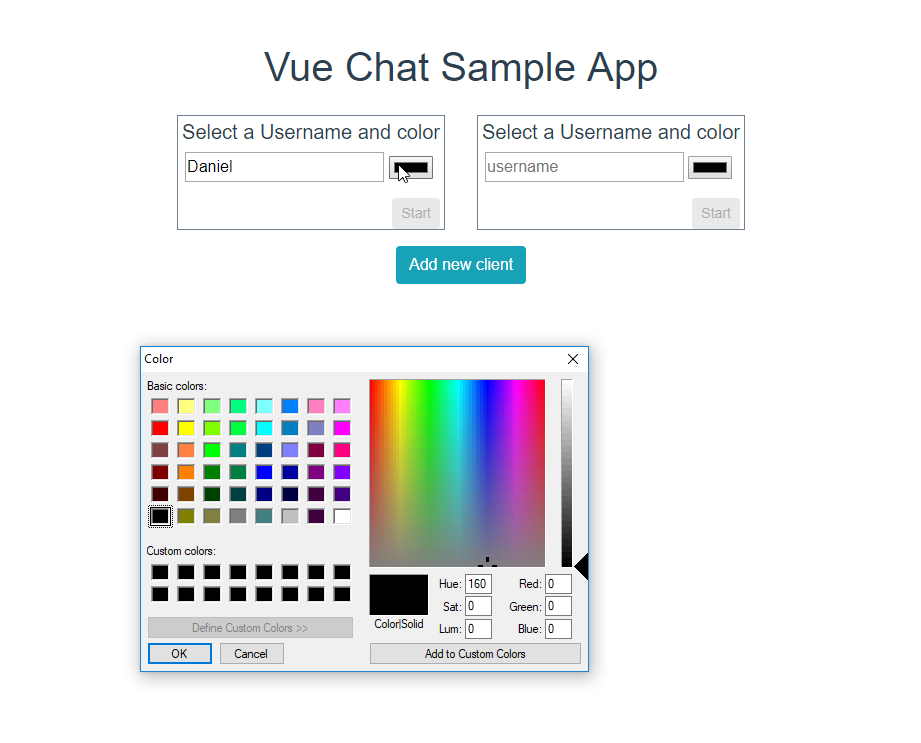 Vue Chat Sample App
Select a Username and color
Daniel
Start
Select a Username and color
username
Start
Add new client
Color
Basic colors:
Custom colors:
Define Custom Colors >>
OK
Cancel
Color|Solid
Hue: 160
Sat: 0
Lum: 0
Red: 0
Green: 0
Blue: 0
Add to Custom Colors